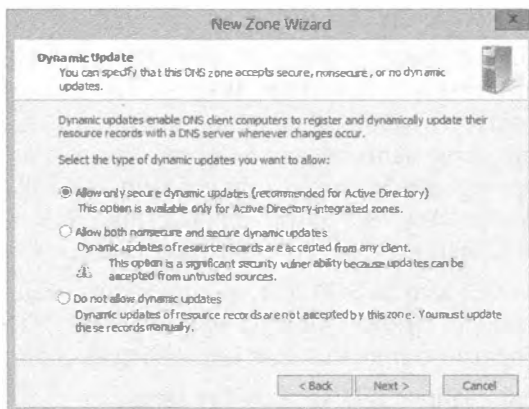 New Zone Wizard
Dynamic Update
You can specify that this DNS zone accepts secure, nonsecure, or no dynamic
updates.
Dynamic updates enable DNS client computers to register and dynamically update their
resource records with a DNS server whenever changes occur.
Select the type of dynamic updates you want to allow:
Allow only secure dynamic updates (recommended for Active Directory)
This option is available only for Active Directory-integrated zones.
Allow both nonsecure and secure dynamic updates
Dynamic updates of resource records are accepted from any client.
This option is a significant security vulnerability because updates can be
accepted from untrusted sources.
Do not allow dynamic updates
Dynamic updates of resource records are not accepted by this zone. You must update
these records manually.
< Back Next > Cancel